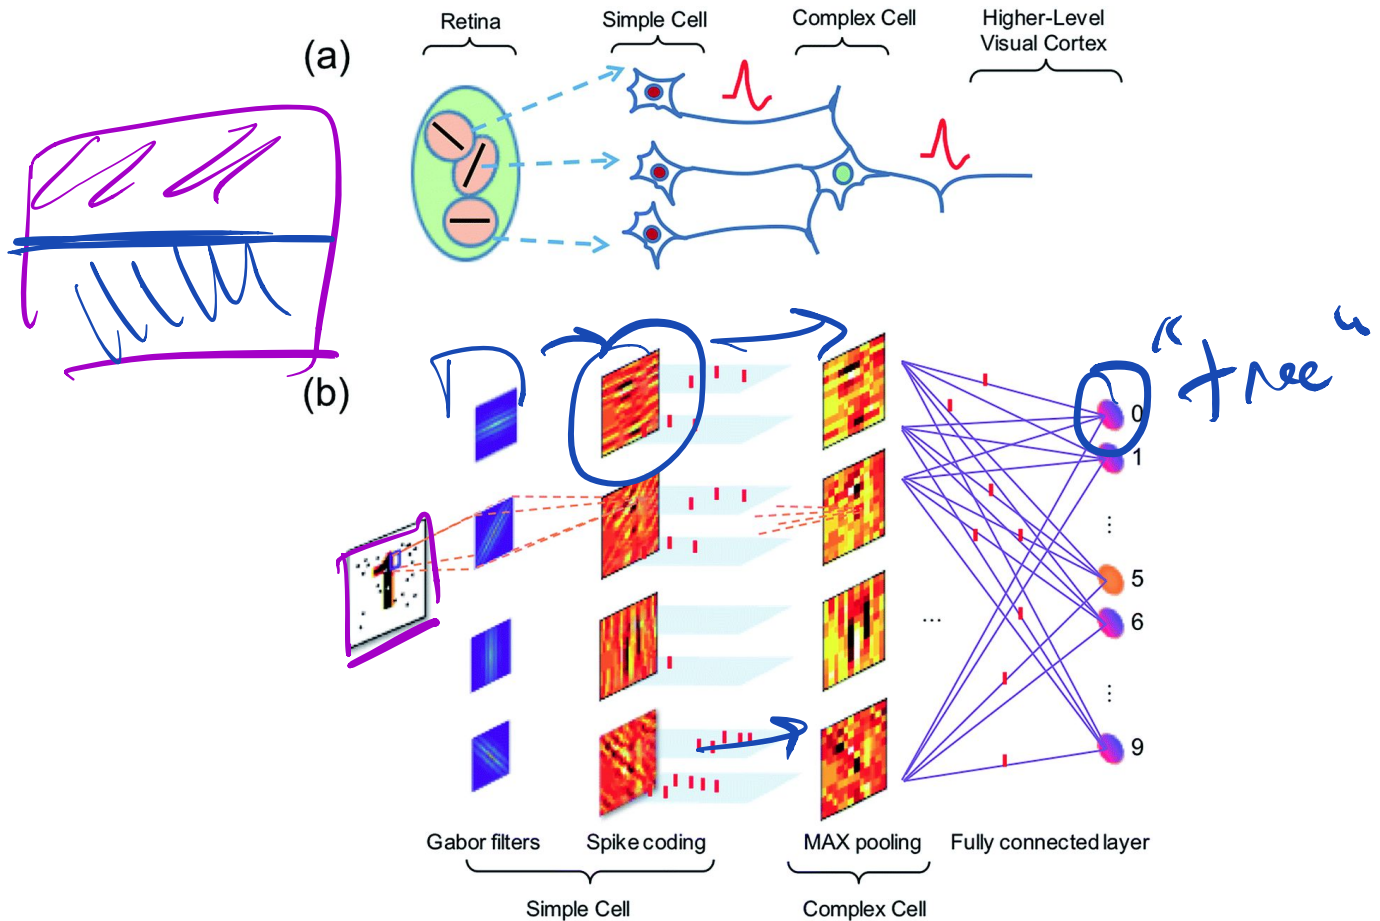 (a)
Retina
Simple Cell
Complex Cell
Higher-Level
Visual Cortex
(b)
"tree"
1
0
1
⋮
5
6
...
⋮
9
Gabor filters
Spike coding
MAX pooling
Fully connected layer
Simple Cell
Complex Cell